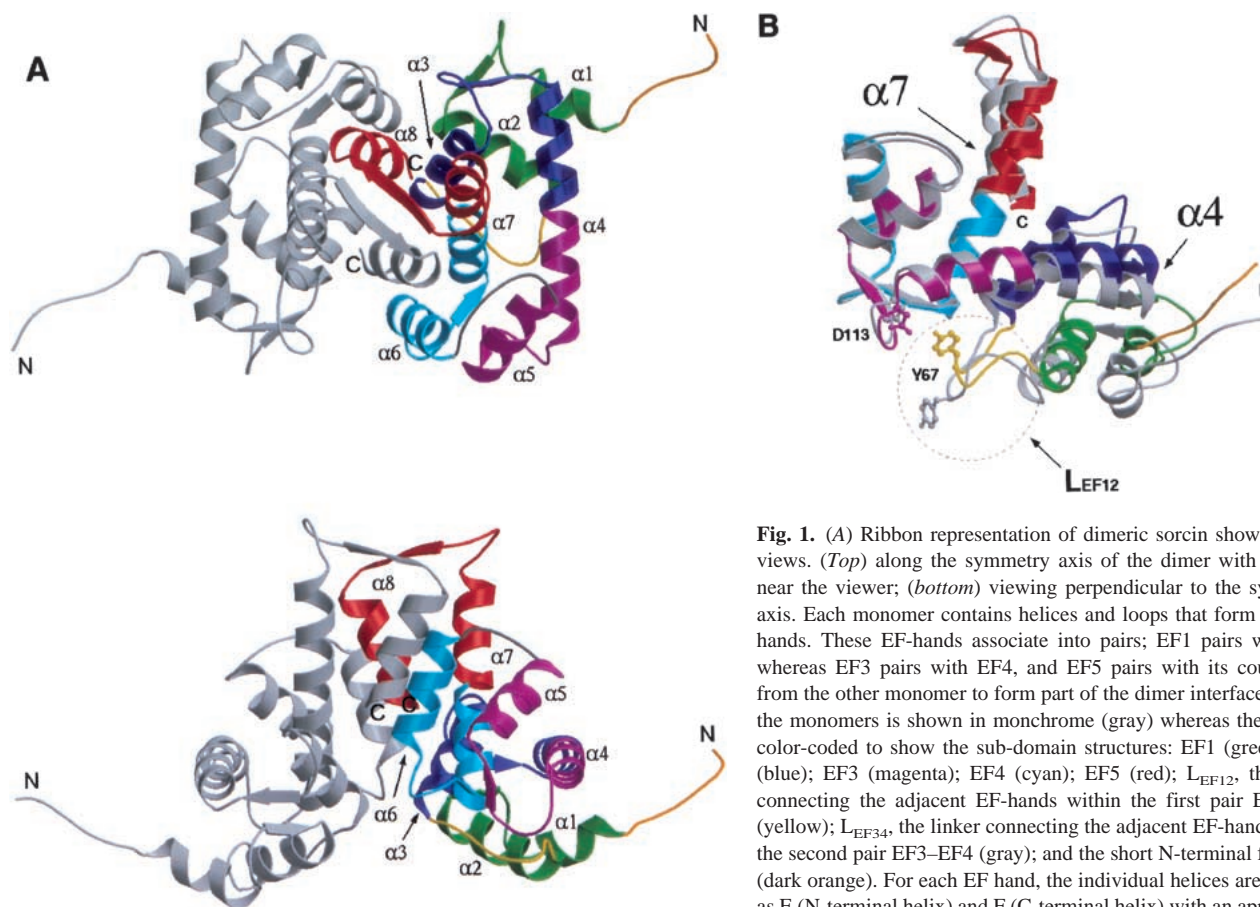 A
N
α3
α1
α8
α2
C
α7
α4
C
α6
α5
N
B
α7
C
α4
D113
Y67
LEF12
α8
α7
C C
α5
N
α4
N
α6
α1
α3
α2
Fig. 1. (A) Ribbon representation of dimeric sorcin show
views. (Top) along the symmetry axis of the dimer with
near the viewer; (bottom) viewing perpendicular to the sy
axis. Each monomer contains helices and loops that form
hands. These EF-hands associate into pairs; EF1 pairs w
whereas EF3 pairs with EF4, and EF5 pairs with its cou
from the other monomer to form part of the dimer interface
the monomers is shown in monchrome (gray) whereas the
color-coded to show the sub-domain structures: EF1 (gree
(blue); EF3 (magenta); EF4 (cyan); EF5 (red); LEF12, th
connecting the adjacent EF-hands within the first pair E
(yellow); LEF34, the linker connecting the adjacent EF-hand
the second pair EF3–EF4 (gray); and the short N-terminal f
(dark orange). For each EF hand, the individual helices are